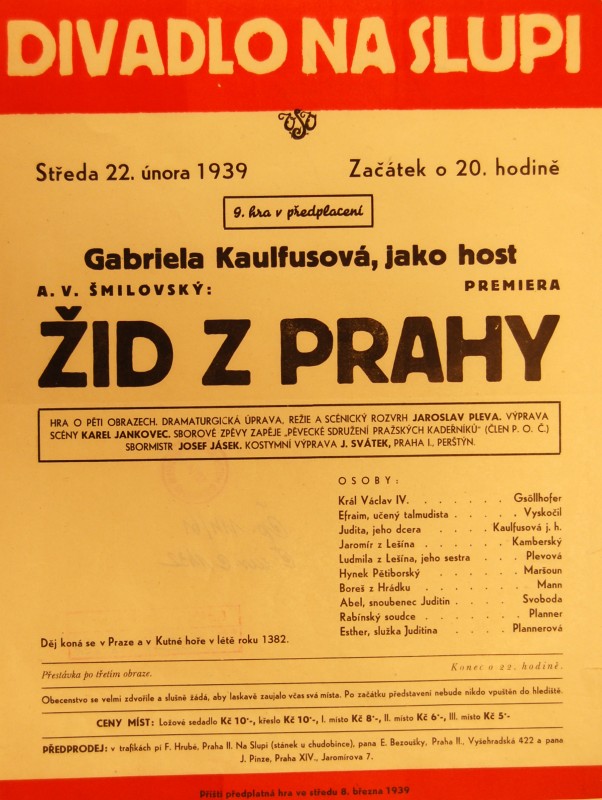 DIVADLO NA SLUPI
Středa 22. února 1939 Začátek o 20. hodině
9. hra v předplacení
Gabriela Kaulfusová, jako host
A. V. ŠMILOVSKÝ: PREMIERA
ŽID Z PRAHY
HRA O PĚTI OBRAZECH. DRAMATURGICKÁ ÚPRAVA, REŽIE A SCÉNICKÝ ROZVRH JAROSLAV PLEVA. VÝPRAVA
SCÉNY KAREL JANKOVEC. SBOROVÉ ZPĚVY ZAPĚJE „PĚVECKÉ SDRUŽENÍ PRAŽSKÝCH KADEŘNÍKŮ" (ČLEN P. O. Č.)
SBORMISTR JOSEF JÁSEK. KOSTYMNÍ VÝPRAVA J. SVÁTEK, PRAHA I., PERŠTÝN.
OSOBY:
Král Václav IV. . . . . . . . Gsöllhofer
Efraim, učený talmudista . . . . . Vyskočil
Judita, jeho dcera . . . . Kaulfusová j. h.
Jaromír z Lešína . . . . . . Kamberský
Ludmila z Lešína, jeho sestra . . . . Plevová
Hynek Pětiborský . . . . . . Maršoun
Boreš z Hrádku . . . . . . . Mann
Abel, snoubenec Juditin . . . . . Svoboda
Rabínský soudce . . . . . . Planner
Esther, služka Juditina . . . . Plannerová
Děj koná se v Praze a v Kutné hoře v létě roku 1382.
Přestávka po třetím obraze. Konec o 22. hodině.
Obecenstvo se velmi zdvořile a slušně žádá, aby laskavě zaujalo včas svá místa. Po začátku představení nebude nikdo vpuštěn do hlediště.
CENY MÍST: Ložové sedadlo Kč 10·-, křeslo Kč 10·-, I. místo Kč 8·-, II. místo Kč 6·-, III. místo Kč 5·-
PŘEDPRODEJ: v trafikách pí F. Hrubé, Praha II. Na Slupi (stánek u chudobince), pana E. Bezoušky, Praha II., Vyšehradská 422 a pana
J. Pinze, Praha XIV., Jaromírova 7.
Příští předplatná hra ve středu 8. března 1939